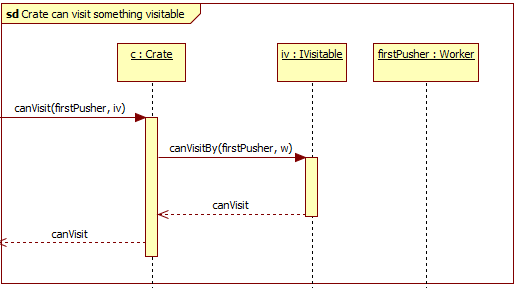 sd Crate can visit something visitable
c : Crate
iv : IVisitable
firstPusher : Worker
canVisit(firstPusher, iv)
canVisitBy(firstPusher, w)
canVisit
canVisit